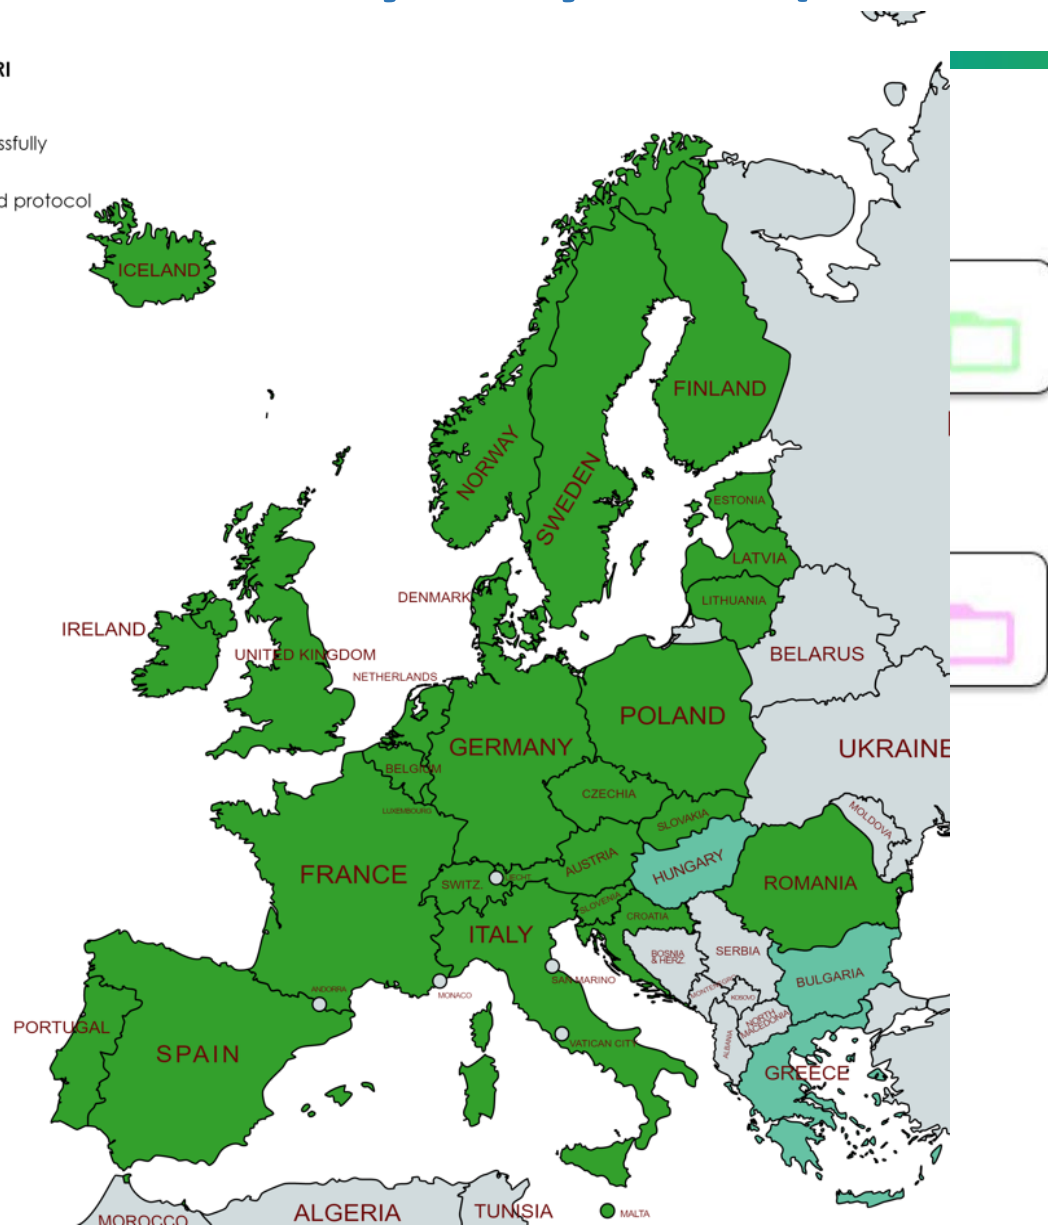 RI
ssfully
d protocol
ICELAND
FINLAND
NORWAY
SWEDEN
ESTONIA
LATVIA
LITHUANIA
DENMARK
IRELAND
UNITED KINGDOM
NETHERLANDS
BELARUS
POLAND
GERMANY
UKRAINE
BELGIUM
CZECHIA
LUXEMBOURG
SLOVAKIA
MOLDOVA
AUSTRIA
HUNGARY
FRANCE
SWITZ.
LIECHT.
ROMANIA
SLOVENIA
CROATIA
ITALY
BOSNIA
& HERZ.
SERBIA
SAN MARINO
BULGARIA
ANDORRA
MONACO
MONTENEGRO
KOSOVO
PORTUGAL
NORTH
MACEDONIA
SPAIN
VATICAN CITY
ALBANIA
GREECE
ALGERIA
TUNISIA
MALTA
MOROCCO